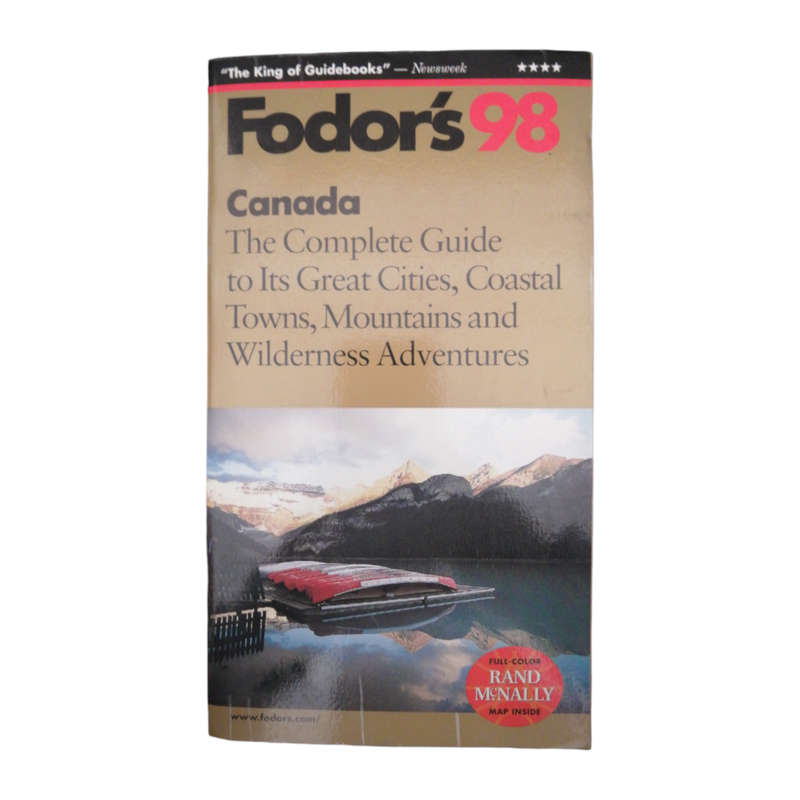 "The King of Guidebooks" — Newsweek ★★★★
Fodor's 98
Canada
The Complete Guide
to Its Great Cities, Coastal
Towns, Mountains and
Wilderness Adventures
FULL-COLOR
RAND
McNALLY
MAP INSIDE
www.fodors.com/